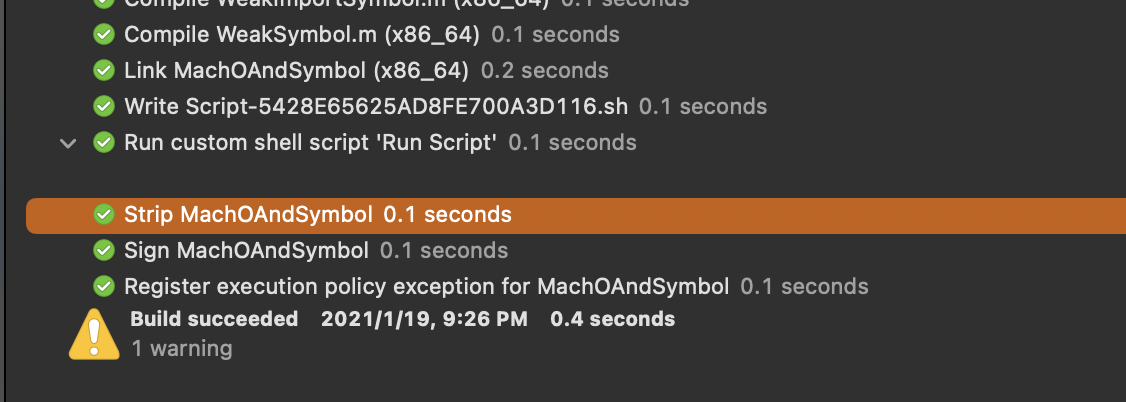 Compile WeakImportSymbol.m (x86_64) 0.1 seconds
Compile WeakSymbol.m (x86_64) 0.1 seconds
Link MachOAndSymbol (x86_64) 0.2 seconds
Write Script-5428E65625AD8FE700A3D116.sh 0.1 seconds
Run custom shell script 'Run Script' 0.1 seconds
Strip MachOAndSymbol 0.1 seconds
Sign MachOAndSymbol 0.1 seconds
Register execution policy exception for MachOAndSymbol 0.1 seconds
Build succeeded 2021/1/19, 9:26 PM 0.4 seconds
1 warning